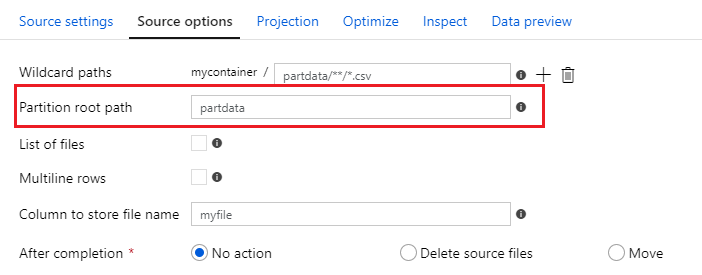 Source settings Source options Projection Optimize Inspect Data preview
Wildcard paths mycontainer / partdata/**/*.csv
Partition root path partdata
List of files
Multiline rows
Column to store file name myfile
After completion * No action Delete source files Move